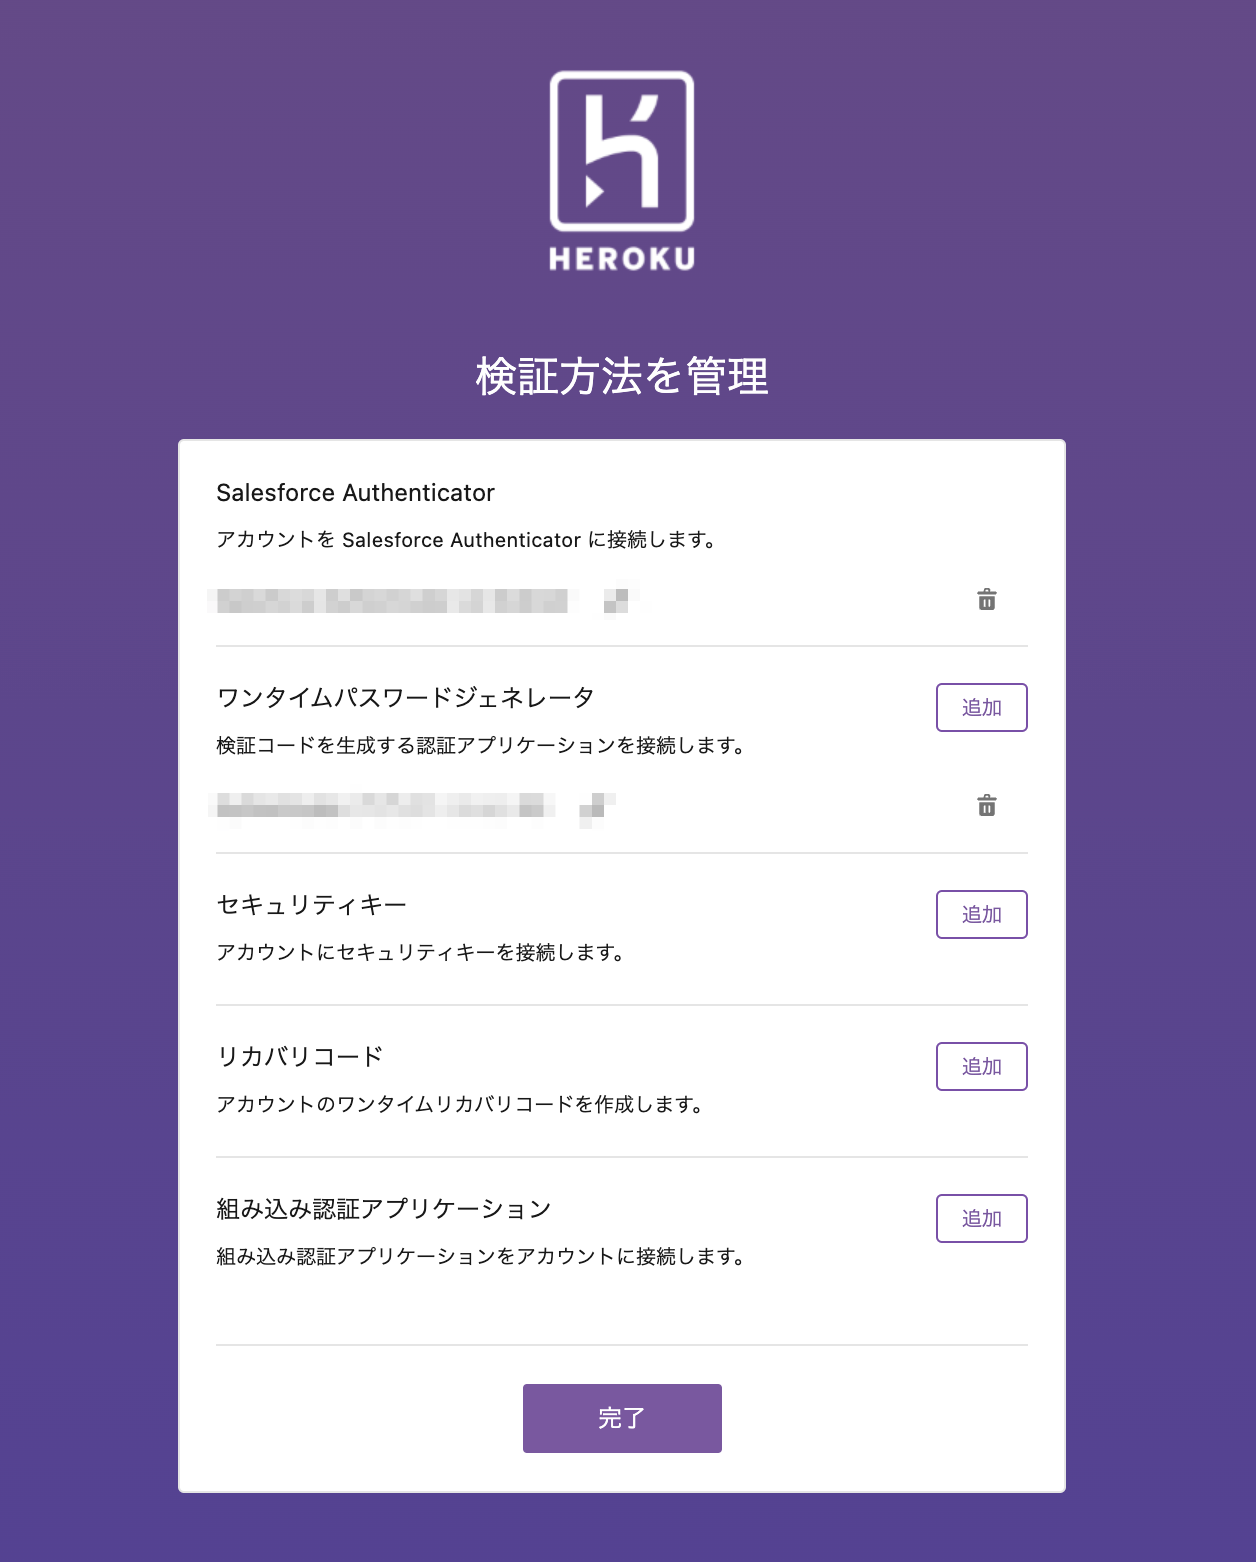 HEROKU
検証方法を管理
Salesforce Authenticator
アカウントを Salesforce Authenticator に接続します。
ワンタイムパスワードジェネレータ
追加
検証コードを生成する認証アプリケーションを接続します。
セキュリティキー
追加
アカウントにセキュリティキーを接続します。
リカバリコード
追加
アカウントのワンタイムリカバリコードを作成します。
組み込み認証アプリケーション
追加
組み込み認証アプリケーションをアカウントに接続します。
完了